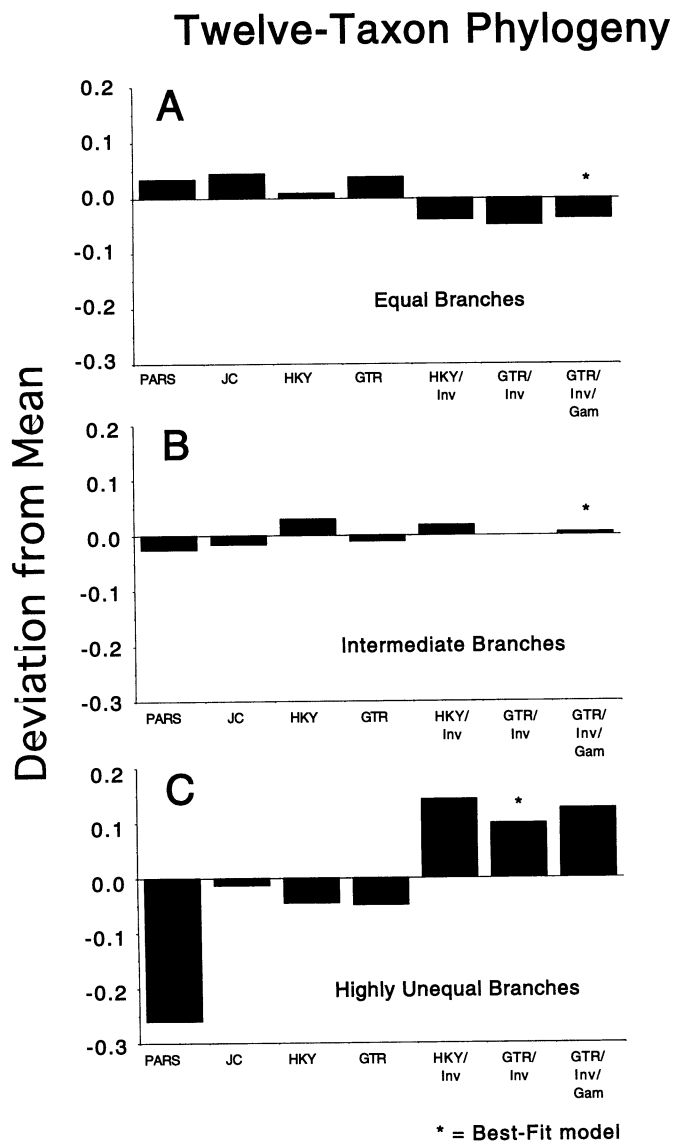 Twelve-Taxon Phylogeny
Deviation from Mean
A
0.2
0.1
0.0
-0.1
-0.2
-0.3
*
Equal Branches
PARS JC HKY GTR HKY/ GTR/ GTR/
Inv Inv Inv/
Gam
B
0.2
0.1
0.0
-0.1
-0.2
-0.3
*
Intermediate Branches
PARS JC HKY GTR HKY/ GTR/ GTR/
Inv Inv Inv/
Gam
C
0.2
0.1
0.0
-0.1
-0.2
-0.3
*
Highly Unequal Branches
PARS JC HKY GTR HKY/ GTR/ GTR/
Inv Inv Inv/
Gam
* = Best-Fit model